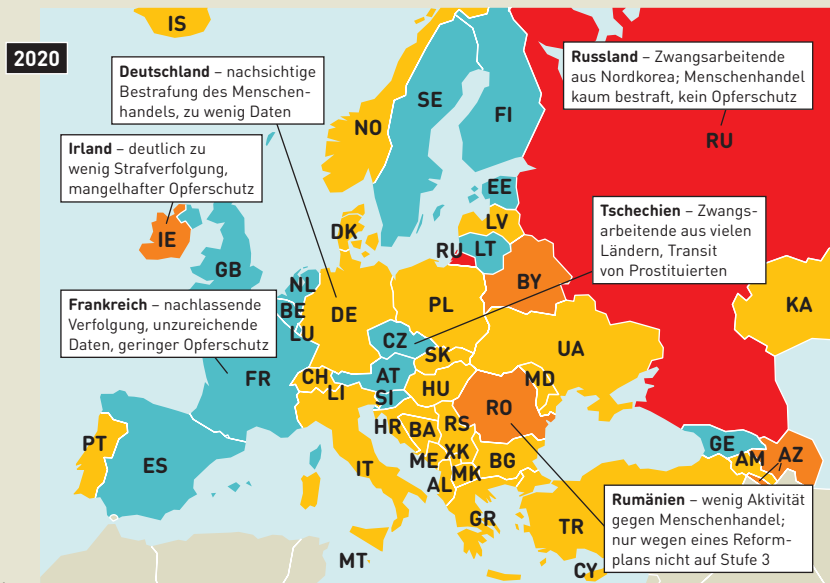 2020
IS
Deutschland – nachsichtige
Bestrafung des Menschen-
handels, zu wenig Daten
Russland – Zwangsarbeitende
aus Nordkorea; Menschenhandel
kaum bestraft, kein Opferschutz
Irland – deutlich zu
wenig Strafverfolgung,
mangelhafter Opferschutz
Tschechien – Zwangs-
arbeitende aus vielen
Ländern, Transit
von Prostituierten
Frankreich – nachlassende
Verfolgung, unzureichende
Daten, geringer Opferschutz
Rumänien – wenig Aktivität
gegen Menschenhandel;
nur wegen eines Reform-
plans nicht auf Stufe 3
SE
FI
NO
RU
EE
LV
DK
IE
RU
LT
GB
NL
BY
BE
DE
PL
KA
LU
CZ
SK
UA
FR
CH
AT
MD
LI
HU
SI
RO
HR
BA
RS
PT
GE
ES
IT
ME
XK
BG
AM
AZ
MK
AL
GR
TR
MT
CY